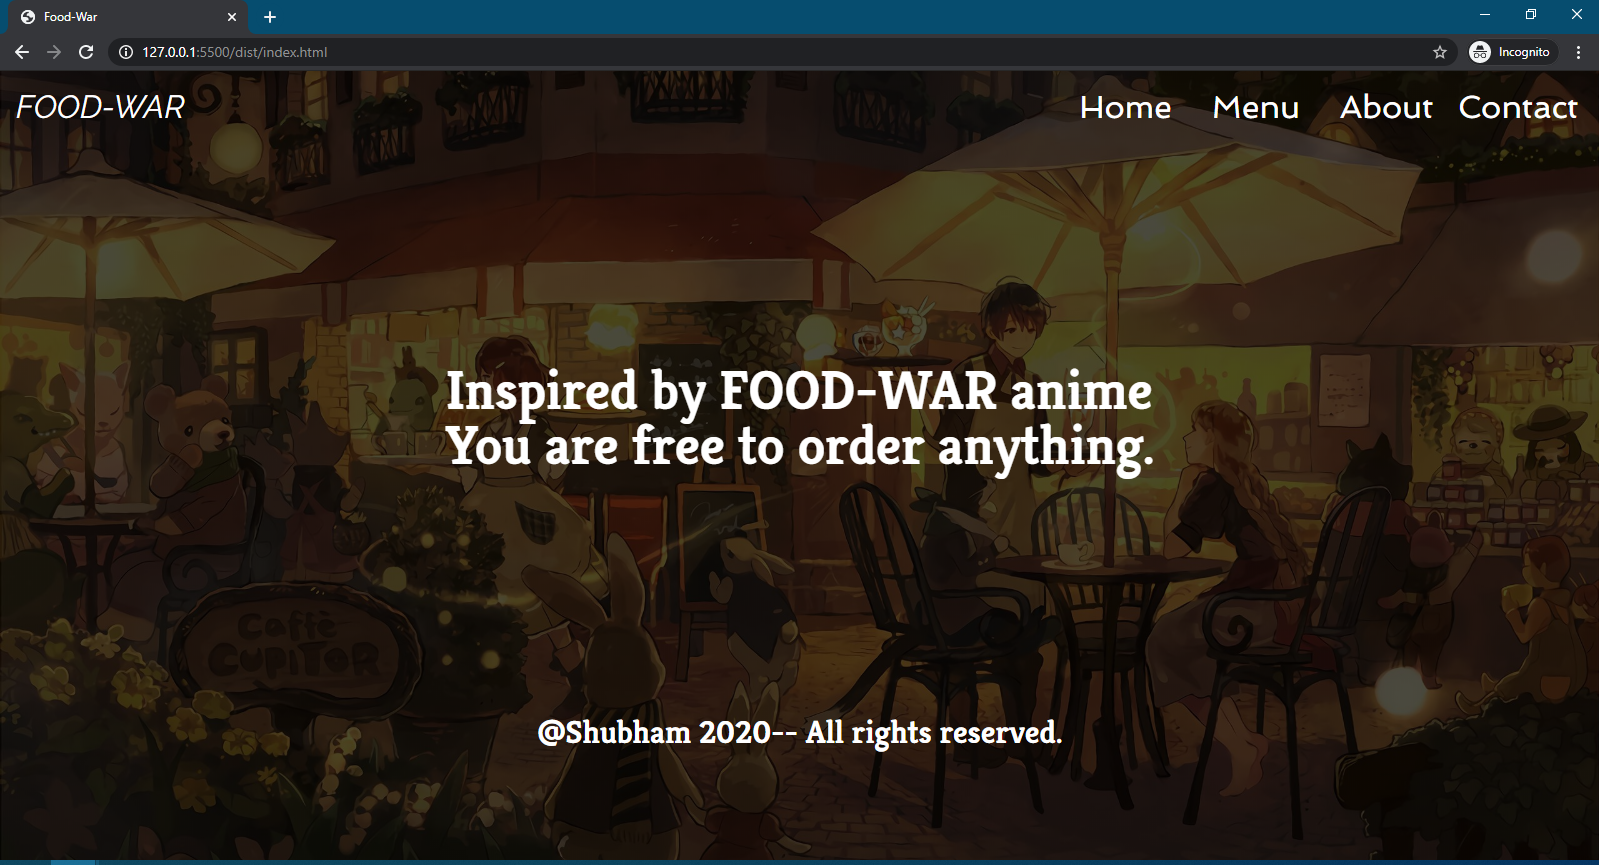 Food-War
127.0.0.1:5500/dist/index.html
Incognito
FOOD-WAR
Home Menu About Contact
Inspired by FOOD-WAR anime
You are free to order anything.
Caffè
CUPITOR
@Shubham 2020-- All rights reserved.